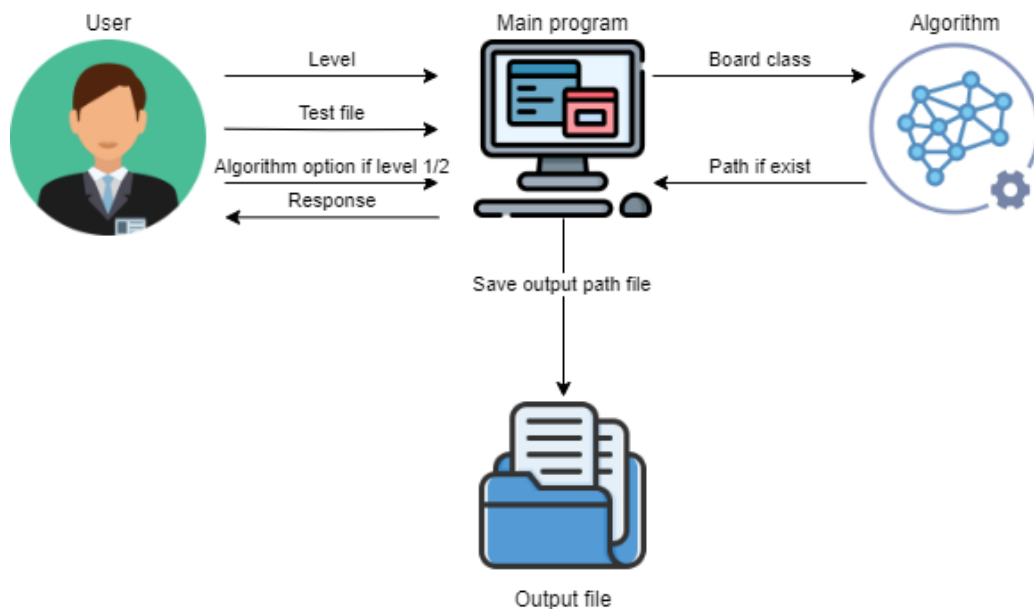 User
Main program
Algorithm
Level
Board class
Test file
Algorithm option if level 1/2
Path if exist
Response
Save output path file
Output file